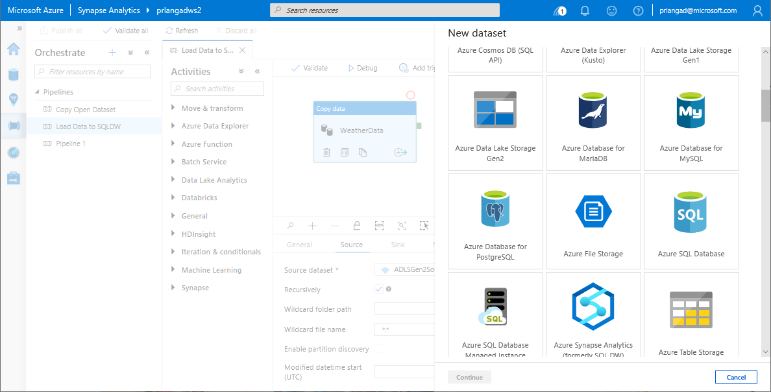 Microsoft Azure
Synapse Analytics
prlangadws2
Search resources
1
prlangad@microsoft.com
Publish all
Validate all
Refresh
Discard all
Orchestrate
Filter resources by name
Pipelines
Copy Open Dataset
Load Data to SQLDW
Pipeline 1
Load Data to S...
Activities
Search activities
Move & transform
Azure Data Explorer
Azure Function
Batch Service
Data Lake Analytics
Databricks
General
HDInsight
Iteration & conditionals
Machine Learning
Synapse
Validate
Debug
Add trig
Copy data
WeatherData
General
Source
Sink
Source dataset *
ADLSGen2So
Recursively
Wildcard folder path
Wildcard file name
Enable partition discovery
Modified datetime start
(UTC)
New dataset
Azure Cosmos DB (SQL
API)
Azure Data Explorer
(Kusto)
Azure Data Lake Storage
Gen1
Azure Data Lake Storage
Gen2
Azure Database for
MariaDB
My
Azure Database for
MySQL
Azure Database for
PostgreSQL
Azure File Storage
SQL
Azure SQL Database
SQL
Azure SQL Database
Managed Instance
Azure Synapse Analytics
(formerly SQL DW)
Azure Table Storage
Continue
Cancel